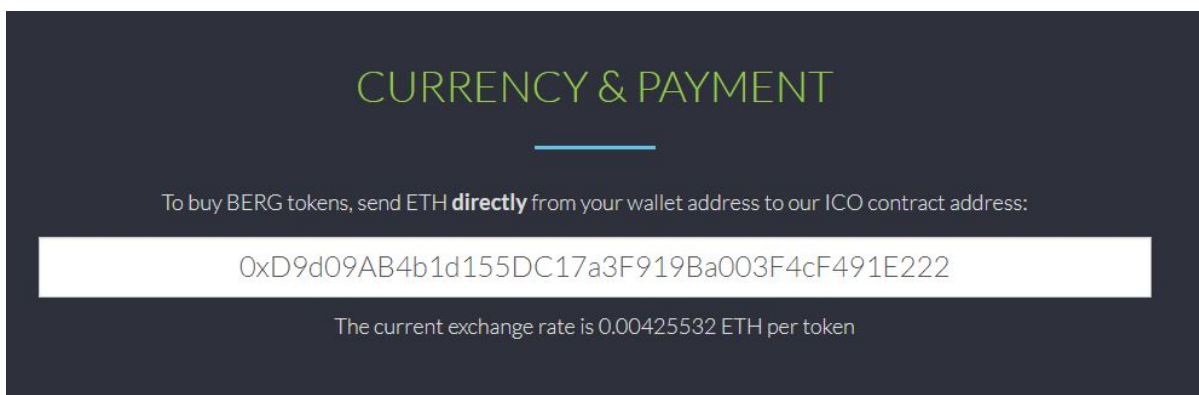 CURRENCY & PAYMENT
To buy BERG tokens, send ETH directly from your wallet address to our ICO contract address:
0xD9d09AB4b1d155DC17a3F919Ba003F4cF491E222
The current exchange rate is 0.00425532 ETH per token